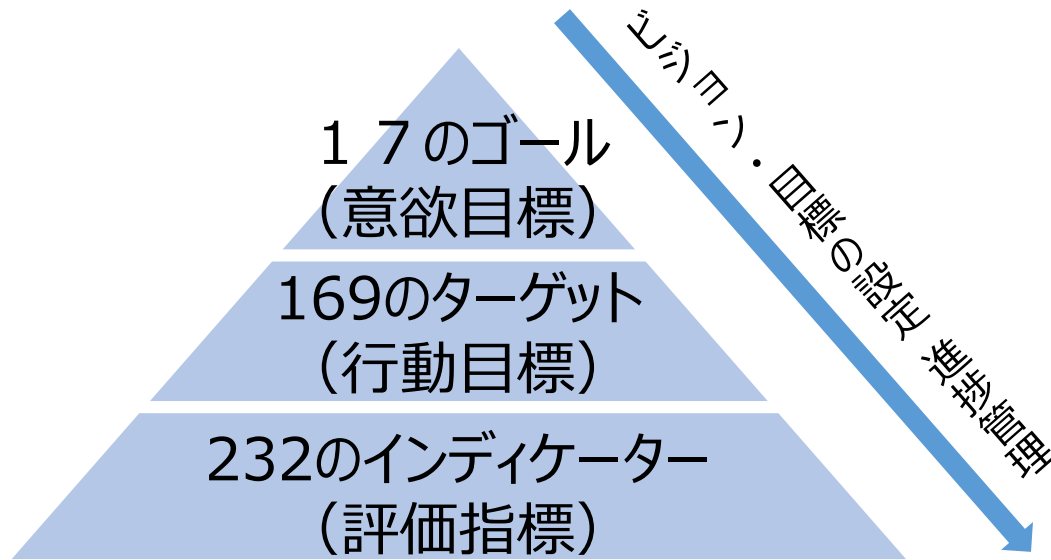 １７のゴール
（意欲目標）
169のターゲット
（行動目標）
232のインディケーター
（評価指標）
ビジョン・目標の設定 進捗管理